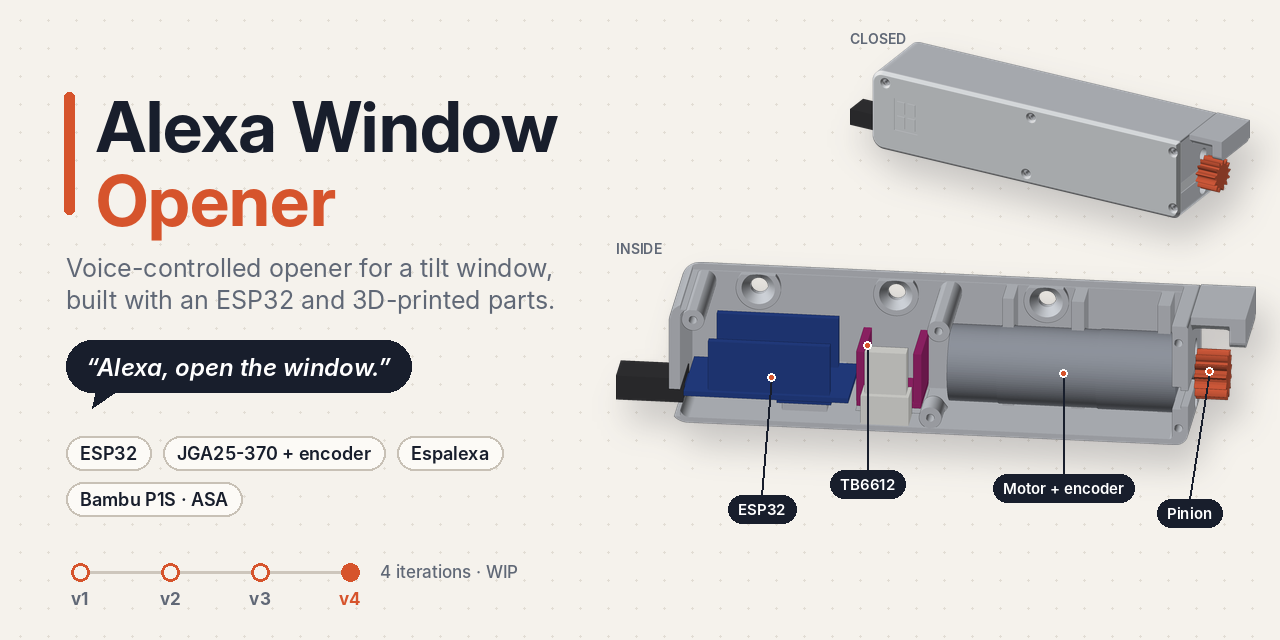 Alexa Window
Opener
Voice-controlled opener for a tilt window,
built with an ESP32 and 3D-printed parts.
“Alexa, open the window.”
ESP32
JGA25-370 + encoder
Espalexa
Bambu P1S · ASA
4 iterations · WIP
v1
v2
v3
v4
CLOSED
INSIDE
ESP32
TB6612
Motor + encoder
Pinion